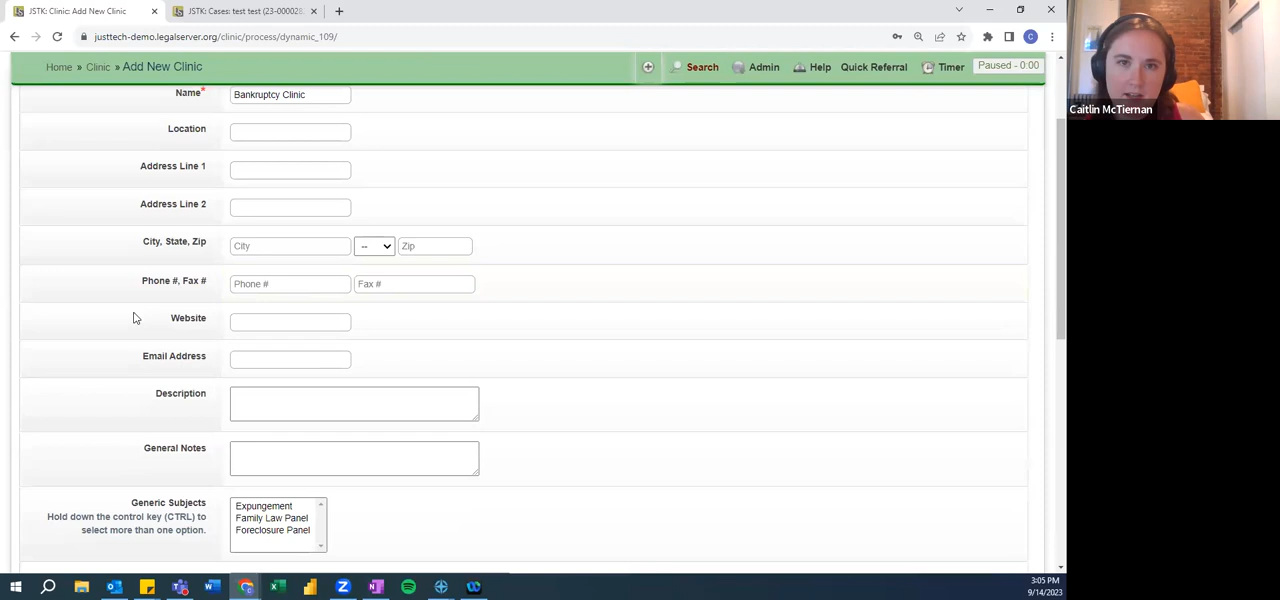 JSTK: Clinic: Add New Clinic
JSTK: Cases: test test (23-0000028
justtech-demo.legalserver.org/clinic/process/dynamic_109/
C
Home » Clinic » Add New Clinic
Search
Admin
Help
Quick Referral
Timer
Paused - 0:00
Caitlin McTiernan
Name*
Bankruptcy Clinic
Location
Address Line 1
Address Line 2
City, State, Zip
City
--
Zip
Phone #, Fax #
Phone #
Fax #
Website
Email Address
Description
General Notes
Generic Subjects
Hold down the control key (CTRL) to
select more than one option.
Expungement
Family Law Panel
Foreclosure Panel
3:05 PM
9/14/2023